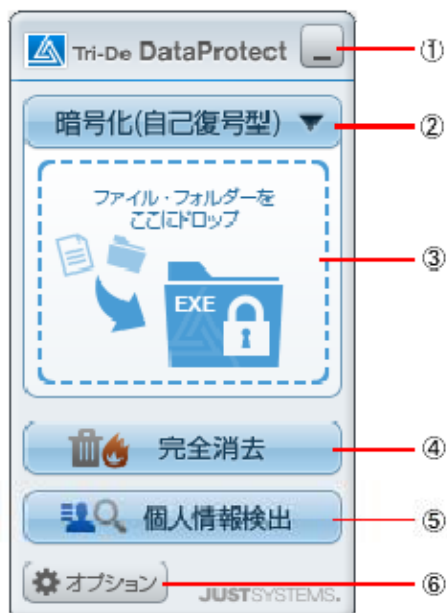 Tri-De DataProtect
①
暗号化(自己復号型)
②
ファイル・フォルダーを
ここにドロップ
③
EXE
完全消去
④
個人情報検出
⑤
オプション
⑥
JUSTSYSTEMS.